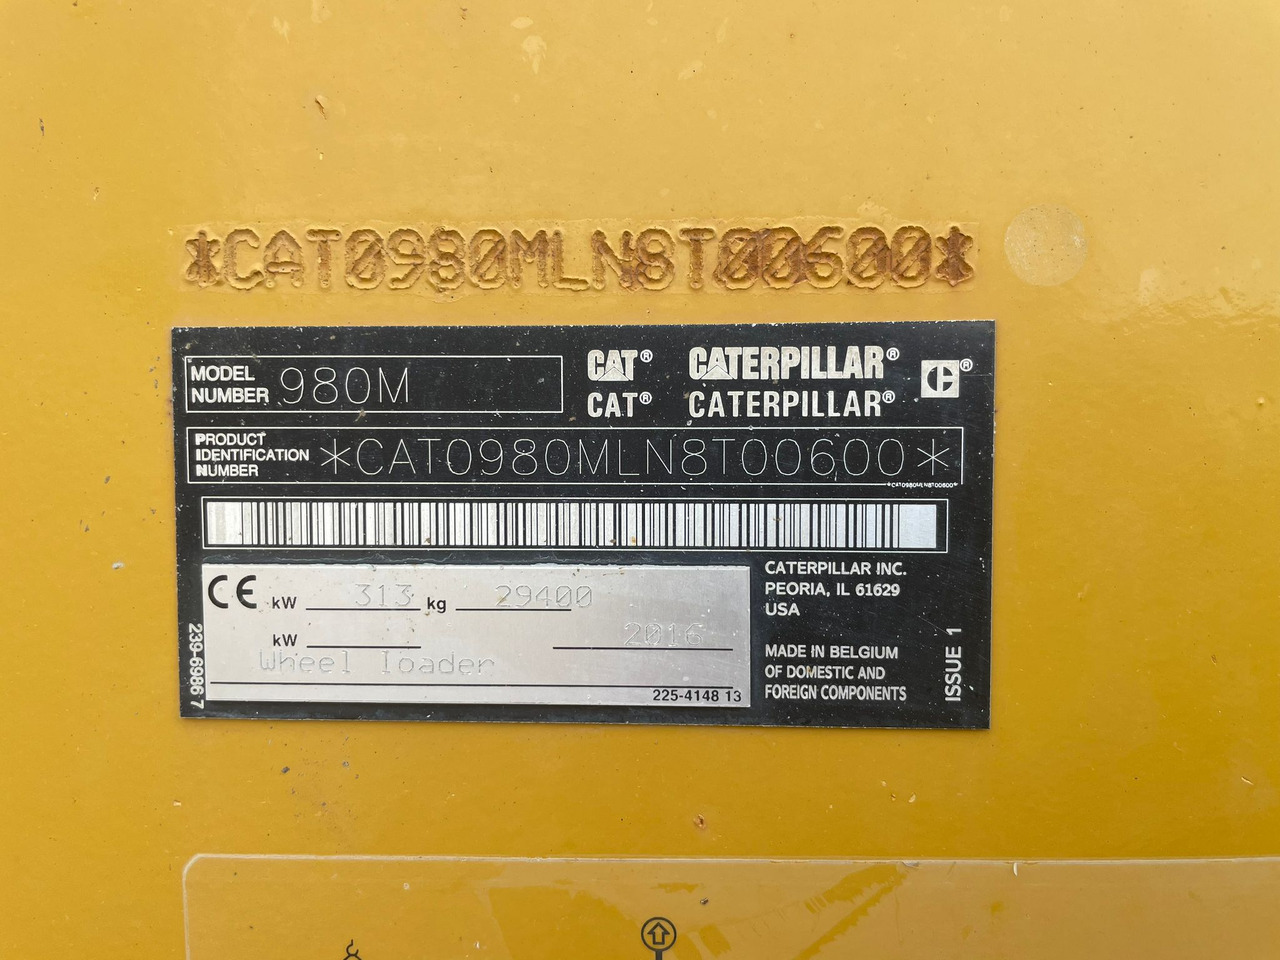 *CAT0980MLN8T00600*
MODEL NUMBER 980M
CAT® CATERPILLAR®
CAT® CATERPILLAR®
PRODUCT IDENTIFICATION NUMBER *CAT0980MLN8T00600*
*CAT0980MLN8T00600*
CE kW 313 kg 29400
kW 2016
Wheel loader
225-4148 13
239-6986 7
CATERPILLAR INC.
PEORIA, IL 61629
USA
MADE IN BELGIUM
OF DOMESTIC AND
FOREIGN COMPONENTS
ISSUE 1